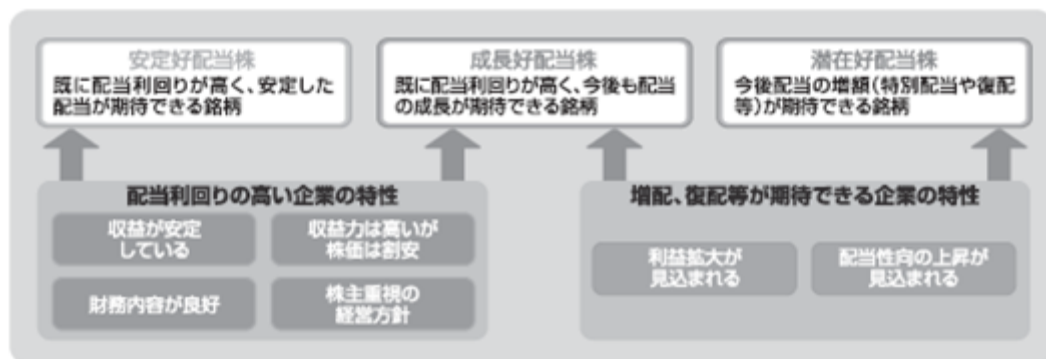 安定好配当株
既に配当利回りが高く、安定した
配当が期待できる銘柄
成長好配当株
既に配当利回りが高く、今後も配当
の成長が期待できる銘柄
潜在好配当株
今後配当の増額(特別配当や復配
等)が期待できる銘柄
配当利回りの高い企業の特性
収益が安定
している
収益力は高いが
株価は割安
財務内容が良好
株主重視の
経営方針
増配、復配等が期待できる企業の特性
利益拡大が
見込まれる
配当性向の上昇が
見込まれる